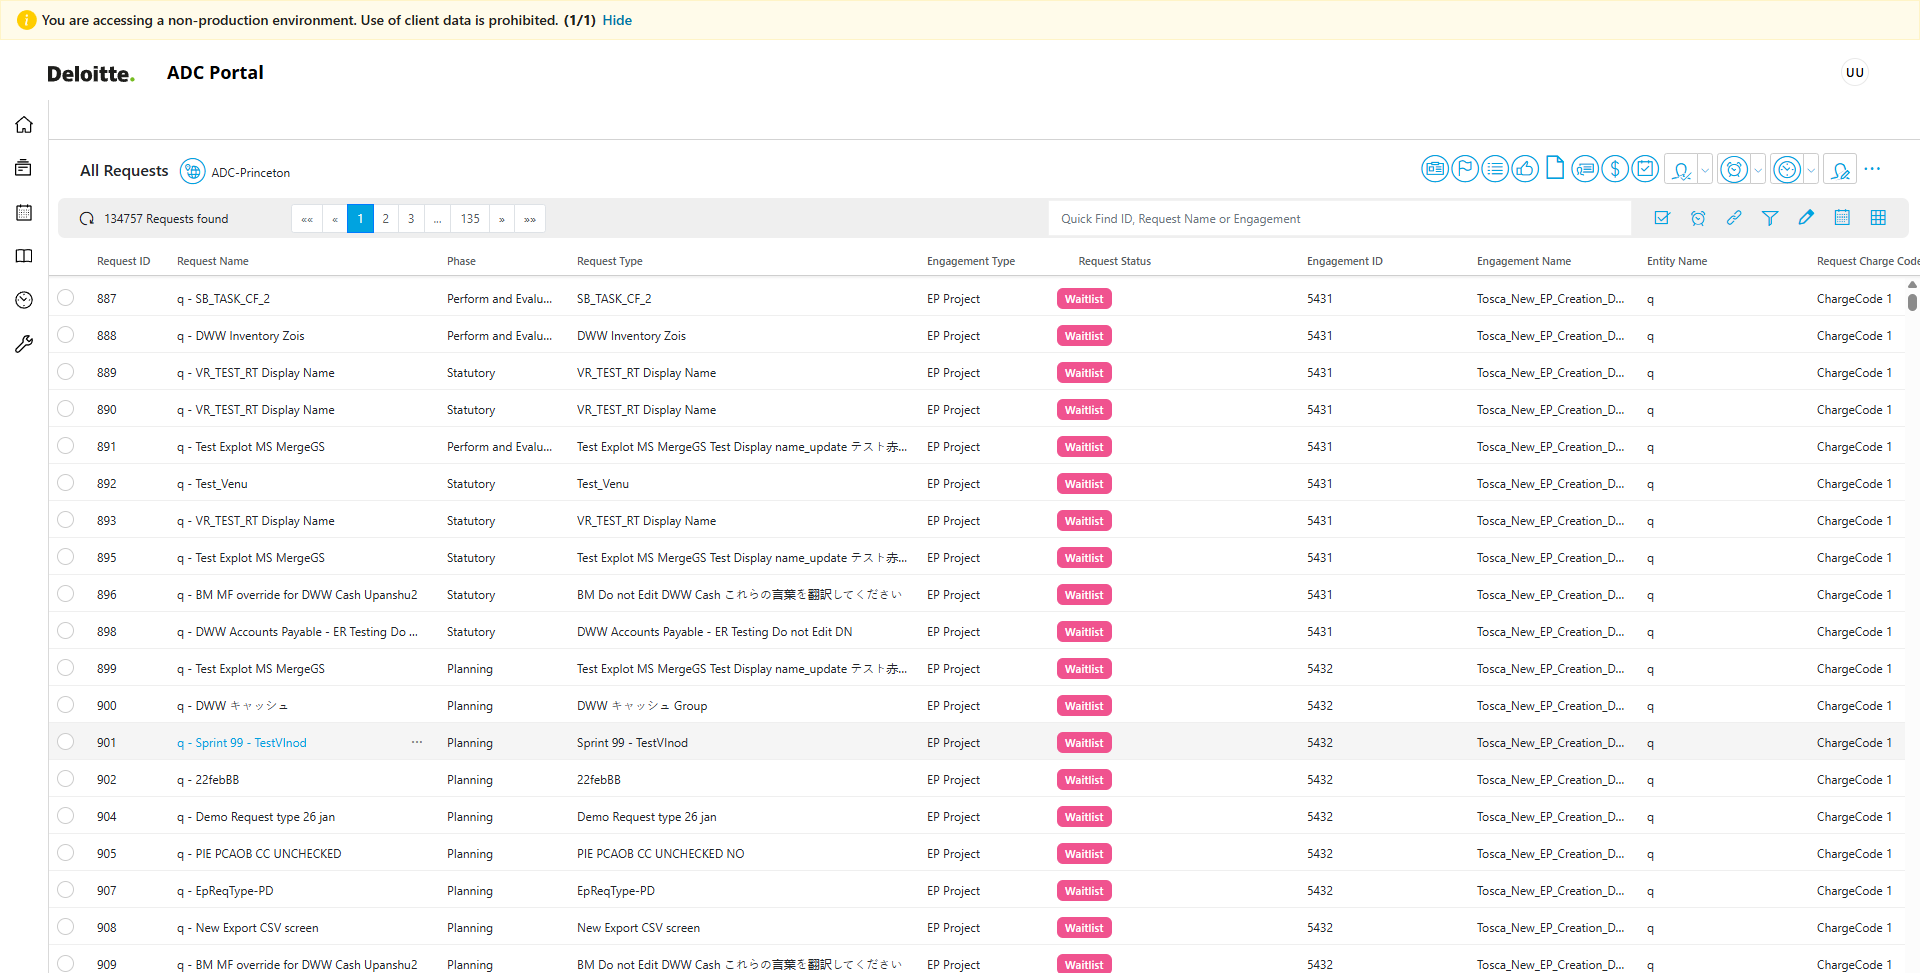 You are accessing a non-production environment. Use of client data is prohibited. (1/1) Hide
Deloitte. ADC Portal
UU
All Requests ADC-Princeton
134757 Requests found «« « 1 2 3 ... 135 » »» Quick Find ID, Request Name or Engagement
Request ID Request Name Phase Request Type Engagement Type Request Status Engagement ID Engagement Name Entity Name Request Charge Code
887 q - SB_TASK_CF_2 Perform and Evalu... SB_TASK_CF_2 EP Project Waitlist 5431 Tosca_New_EP_Creation_D... q ChargeCode 1
888 q - DWW Inventory Zois Perform and Evalu... DWW Inventory Zois EP Project Waitlist 5431 Tosca_New_EP_Creation_D... q ChargeCode 1
889 q - VR_TEST_RT Display Name Statutory VR_TEST_RT Display Name EP Project Waitlist 5431 Tosca_New_EP_Creation_D... q ChargeCode 1
890 q - VR_TEST_RT Display Name Statutory VR_TEST_RT Display Name EP Project Waitlist 5431 Tosca_New_EP_Creation_D... q ChargeCode 1
891 q - Test Explot MS MergeGS Perform and Evalu... Test Explot MS MergeGS Test Display name_update テスト赤... EP Project Waitlist 5431 Tosca_New_EP_Creation_D... q ChargeCode 1
892 q - Test_Venu Statutory Test_Venu EP Project Waitlist 5431 Tosca_New_EP_Creation_D... q ChargeCode 1
893 q - VR_TEST_RT Display Name Statutory VR_TEST_RT Display Name EP Project Waitlist 5431 Tosca_New_EP_Creation_D... q ChargeCode 1
895 q - Test Explot MS MergeGS Statutory Test Explot MS MergeGS Test Display name_update テスト赤... EP Project Waitlist 5431 Tosca_New_EP_Creation_D... q ChargeCode 1
896 q - BM MF override for DWW Cash Upanshu2 Statutory BM Do not Edit DWW Cash これらの言葉を翻訳してください EP Project Waitlist 5431 Tosca_New_EP_Creation_D... q ChargeCode 1
898 q - DWW Accounts Payable - ER Testing Do ... Statutory DWW Accounts Payable - ER Testing Do not Edit DN EP Project Waitlist 5431 Tosca_New_EP_Creation_D... q ChargeCode 1
899 q - Test Explot MS MergeGS Planning Test Explot MS MergeGS Test Display name_update テスト赤... EP Project Waitlist 5432 Tosca_New_EP_Creation_D... q ChargeCode 1
900 q - DWW キャッシュ Planning DWW キャッシュ Group EP Project Waitlist 5432 Tosca_New_EP_Creation_D... q ChargeCode 1
901 q - Sprint 99 - TestVInod ... Planning Sprint 99 - TestVInod EP Project Waitlist 5432 Tosca_New_EP_Creation_D... q ChargeCode 1
902 q - 22febBB Planning 22febBB EP Project Waitlist 5432 Tosca_New_EP_Creation_D... q ChargeCode 1
904 q - Demo Request type 26 jan Planning Demo Request type 26 jan EP Project Waitlist 5432 Tosca_New_EP_Creation_D... q ChargeCode 1
905 q - PIE PCAOB CC UNCHECKED Planning PIE PCAOB CC UNCHECKED NO EP Project Waitlist 5432 Tosca_New_EP_Creation_D... q ChargeCode 1
907 q - EpReqType-PD Planning EpReqType-PD EP Project Waitlist 5432 Tosca_New_EP_Creation_D... q ChargeCode 1
908 q - New Export CSV screen Planning New Export CSV screen EP Project Waitlist 5432 Tosca_New_EP_Creation_D... q ChargeCode 1
909 q - BM MF override for DWW Cash Upanshu2 Planning BM Do not Edit DWW Cash これらの言葉を翻訳してください EP Project Waitlist 5432 Tosca_New_EP_Creation_D... q ChargeCode 1